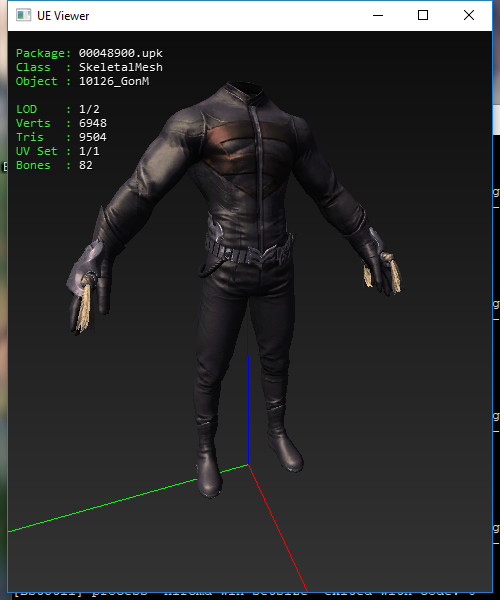 UE Viewer
Package: 00048900.upk
Class : SkeletalMesh
Object : 10126_GonM
LOD : 1/2
Verts : 6948
Tris : 9504
UV Set : 1/1
Bones : 82